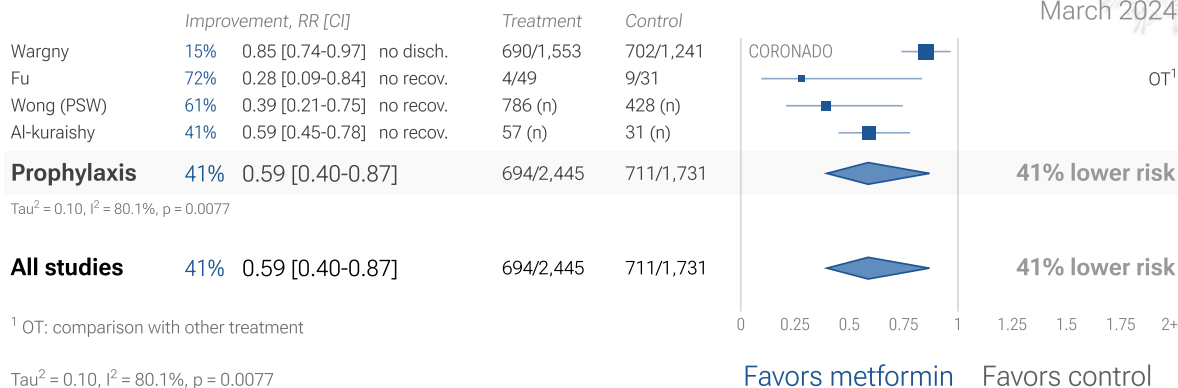 March 2024
Improvement, RR [CI] Treatment Control
Wargny 15% 0.85 [0.74-0.97] no disch. 690/1,553 702/1,241 CORONADO
Fu 72% 0.28 [0.09-0.84] no recov. 4/49 9/31 OT¹
Wong (PSW) 61% 0.39 [0.21-0.75] no recov. 786 (n) 428 (n)
Al-kuraishy 41% 0.59 [0.45-0.78] no recov. 57 (n) 31 (n)
Prophylaxis 41% 0.59 [0.40-0.87] 694/2,445 711/1,731 41% lower risk
Tau² = 0.10, I² = 80.1%, p = 0.0077
All studies 41% 0.59 [0.40-0.87] 694/2,445 711/1,731 41% lower risk
¹ OT: comparison with other treatment
0 0.25 0.5 0.75 1 1.25 1.5 1.75 2+
Tau² = 0.10, I² = 80.1%, p = 0.0077
Favors metformin Favors control